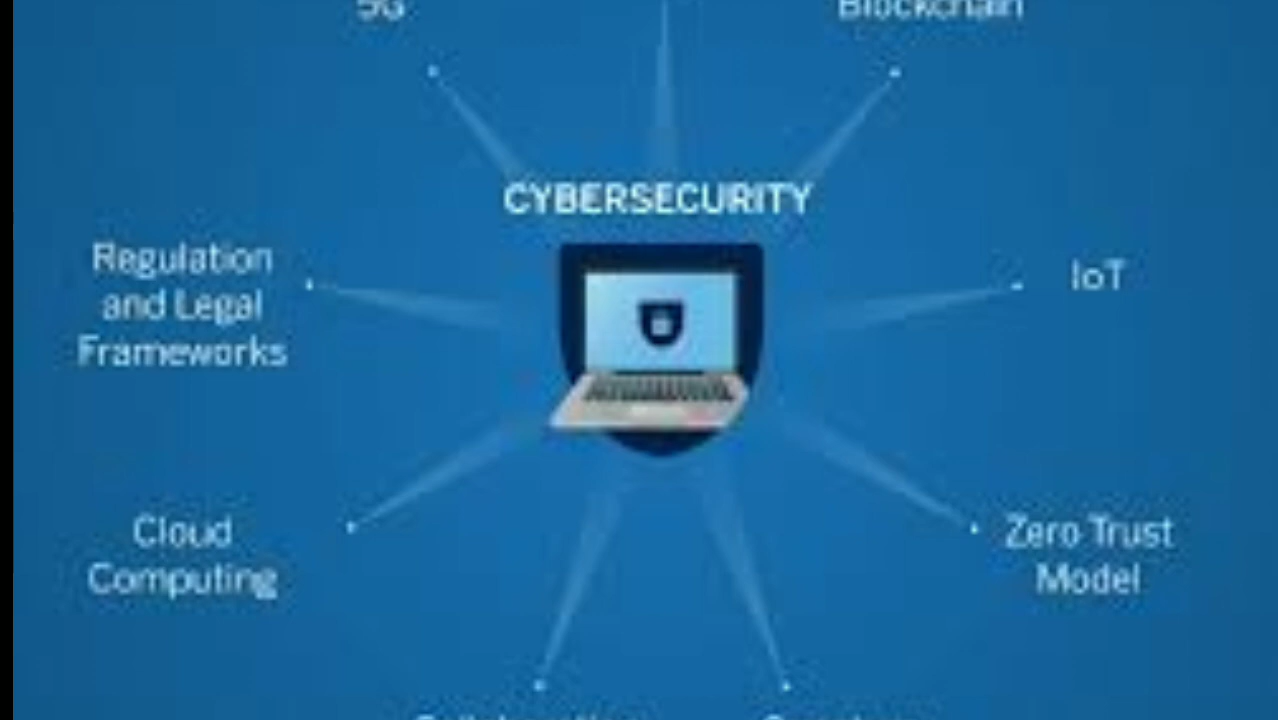 5G
Blockchain
CYBERSECURITY
Regulation
and Legal
Frameworks
IoT
Cloud
Computing
Zero Trust
Model